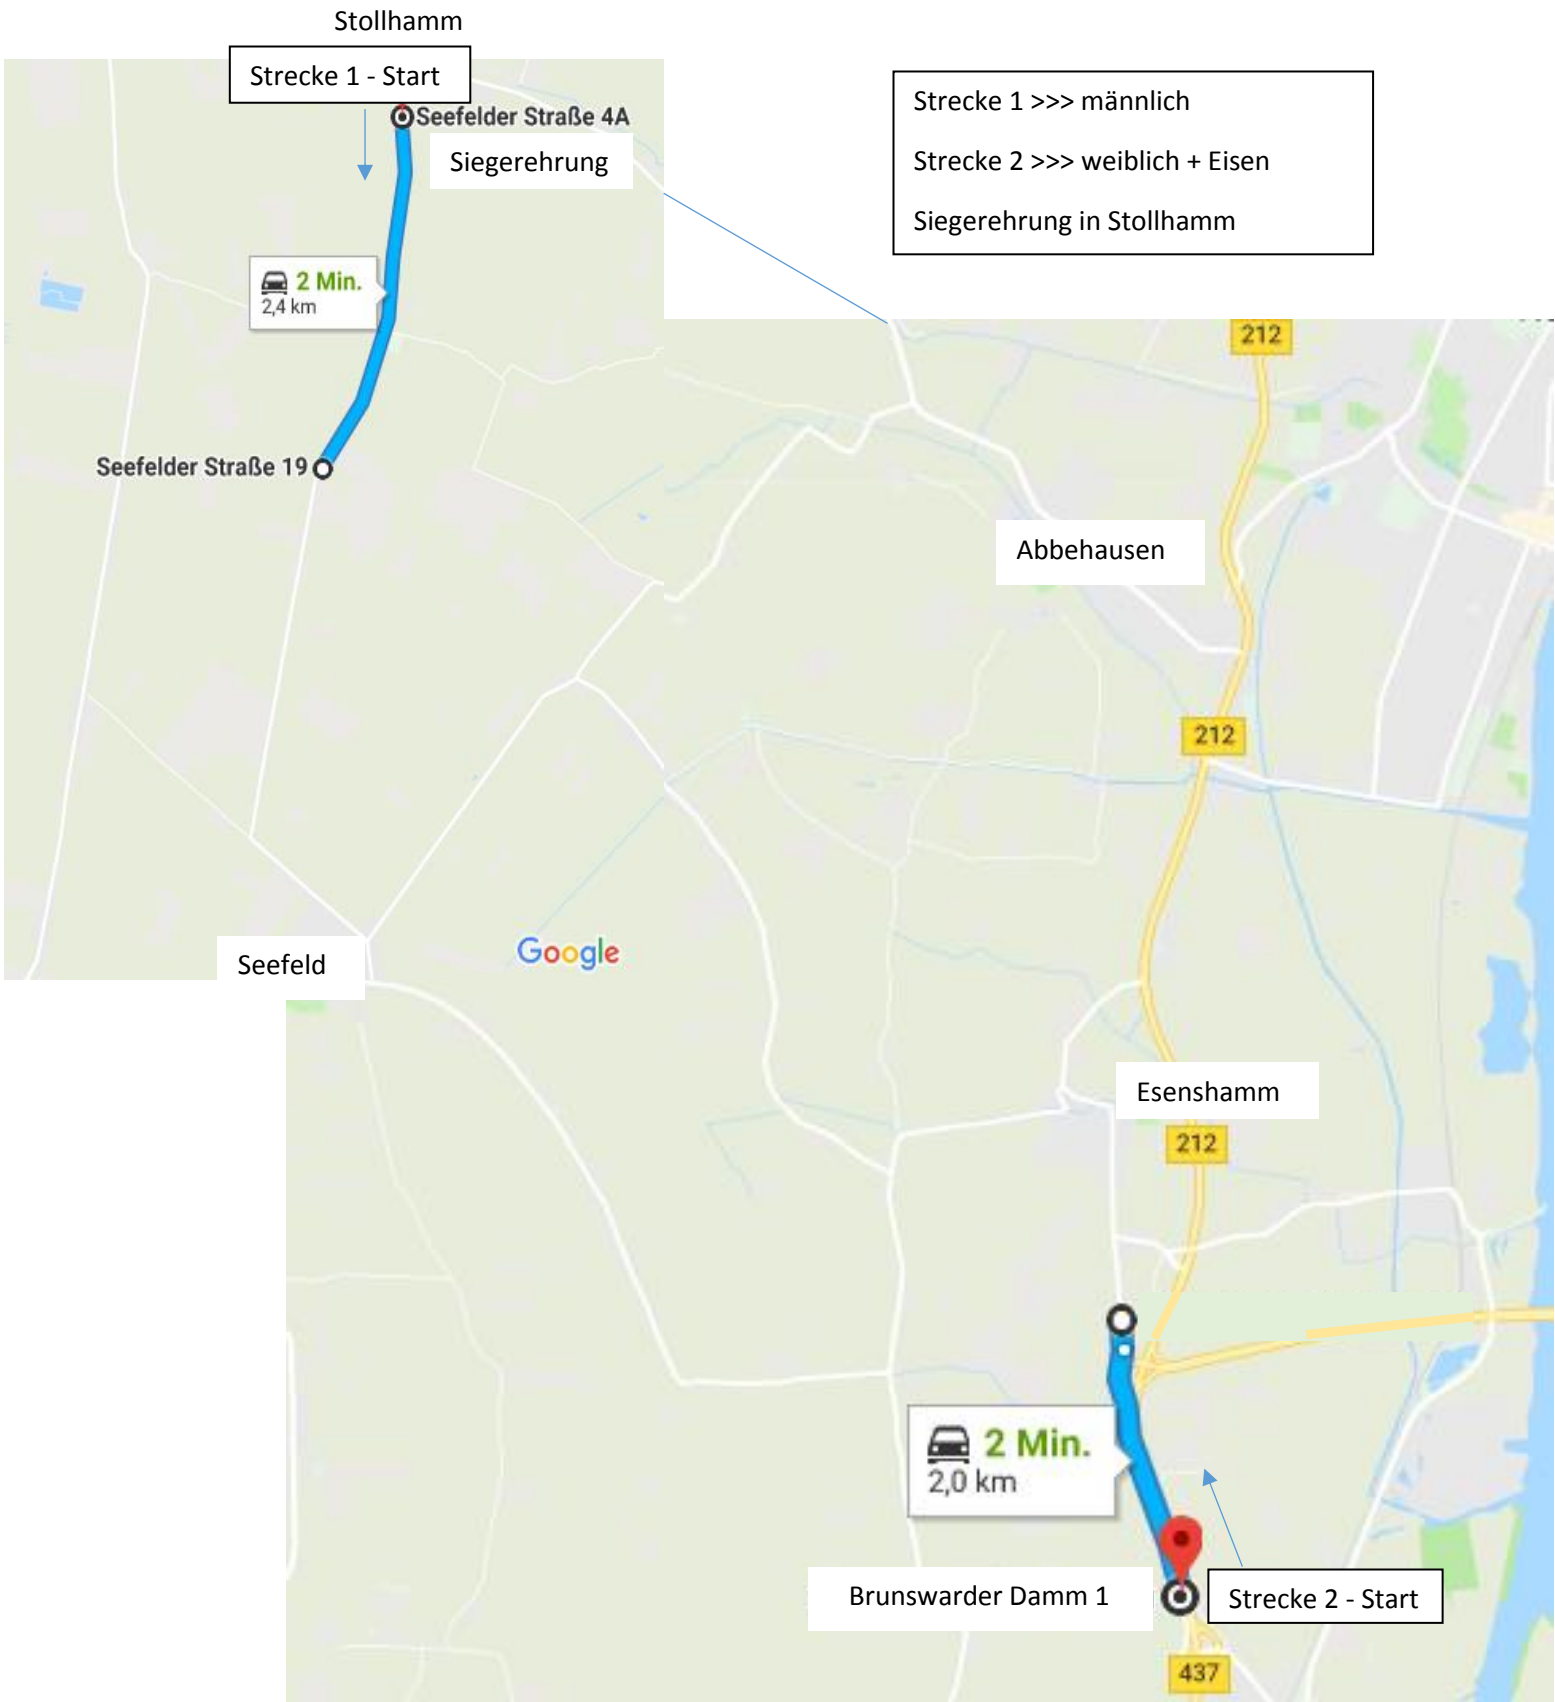 Stollhamm
Strecke 1 - Start
Seefelder Straße 4A
Siegerehrung
Strecke 1 >>> männlich
Strecke 2 >>> weiblich + Eisen
Siegerehrung in Stollhamm
2 Min.
2,4 km
212
Seefelder Straße 19
Abbehausen
212
Seefeld
Google
Esenshamm
212
2 Min.
2,0 km
Brunswarder Damm 1
Strecke 2 - Start
437